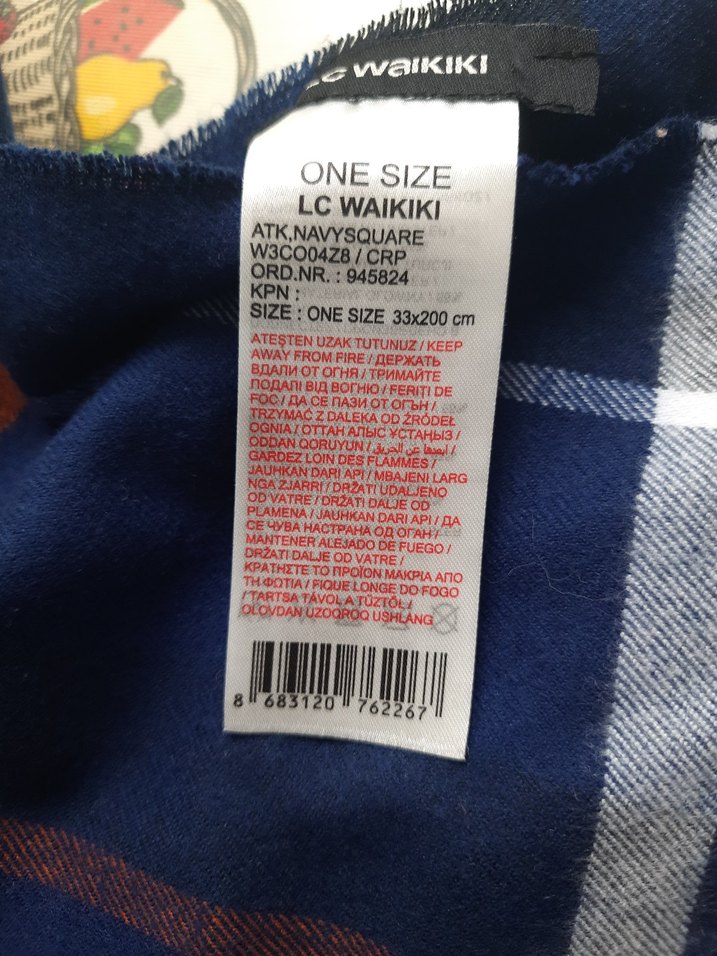 LC WAIKIKI
ONE SIZE
LC WAIKIKI
ATK,NAVYSQUARE
W3CO04Z8 / CRP
ORD.NR. : 945824
KPN :
SIZE : ONE SIZE 33x200 cm
ATEŞTEN UZAK TUTUNUZ / KEEP
AWAY FROM FIRE / ДЕРЖАТЬ
ВДАЛИ ОТ ОГНЯ / ТРИМАЙТЕ
ПОДАЛІ ВІД ВОГНЮ / FERITI DE
FOC / ДА СЕ ПАЗИ ОТ ОГЪН /
TRZYMAĆ Z DALEKA OD ŹRÓDEŁ
OGNIA / ОТТАН АЛЫС ҰСТАҢЫЗ /
ODDAN QORUYUN / ابعدها عن الحريق /
GARDEZ LOIN DES FLAMMES /
JAUHKAN DARI API / MBAJENI LARG
NGA ZJARRI / DRŽATI UDALJENO
OD VATRE / DRŽATI DALJE OD
PLAMENA / JAUHKAN DARI API / ДА
СЕ ЧУВА НАСТРАНА ОД ОГАН /
MANTENER ALEJADO DE FUEGO /
DRŽATI DALJE OD VATRE /
ΚΡΑΤΗΣΤΕ ΤΟ ΠΡΟΪΟΝ ΜΑΚΡΙΑ ΑΠΟ
ΤΗ ΦΩΤΙΑ / FIQUE LONGE DO FOGO
/ TARTSA TÁVOL A TŰZTŐL /
OLOVDAN UZOQROQ USHLANG
8 683120 762267